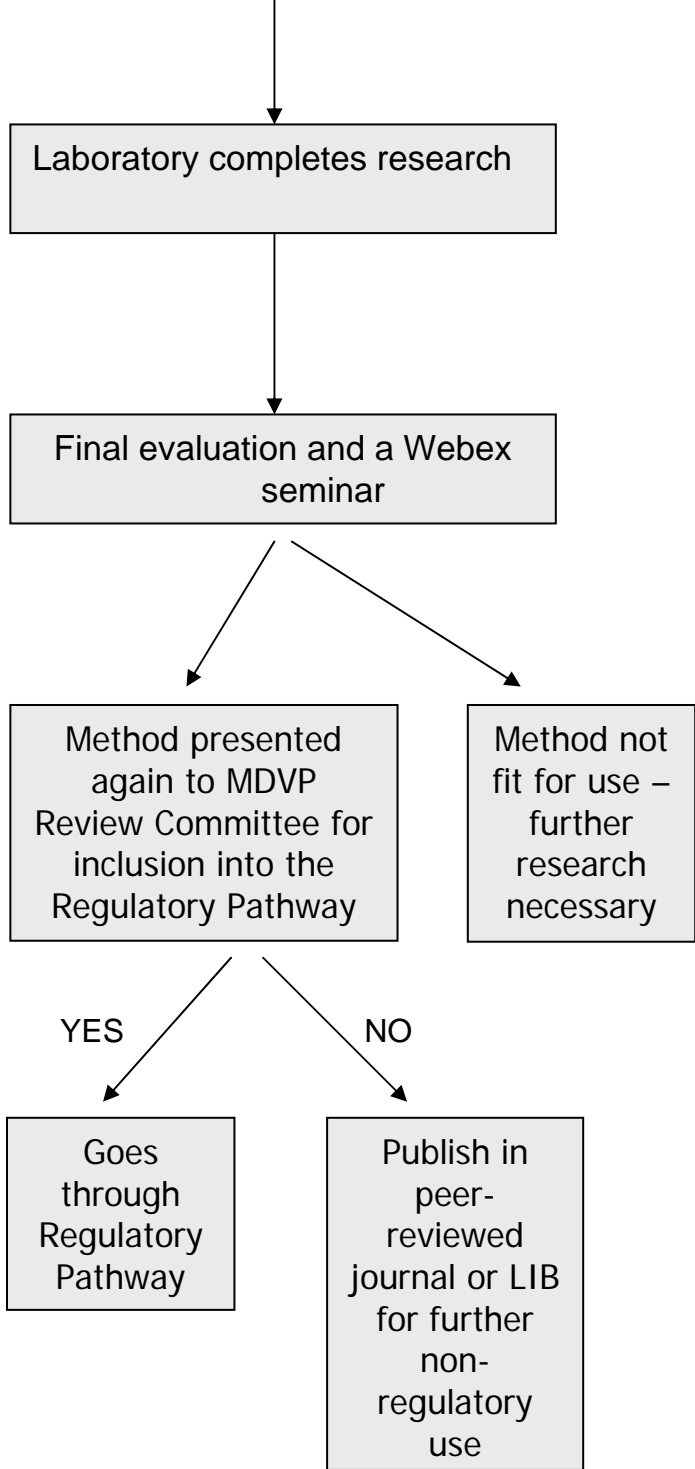 Laboratory completes research
Final evaluation and a Webex
seminar
Method presented
again to MDVP
Review Committee for
inclusion into the
Regulatory Pathway
Method not
fit for use –
further
research
necessary
YES
NO
Goes
through
Regulatory
Pathway
Publish in
peer-
reviewed
journal or LIB
for further
non-
regulatory
use